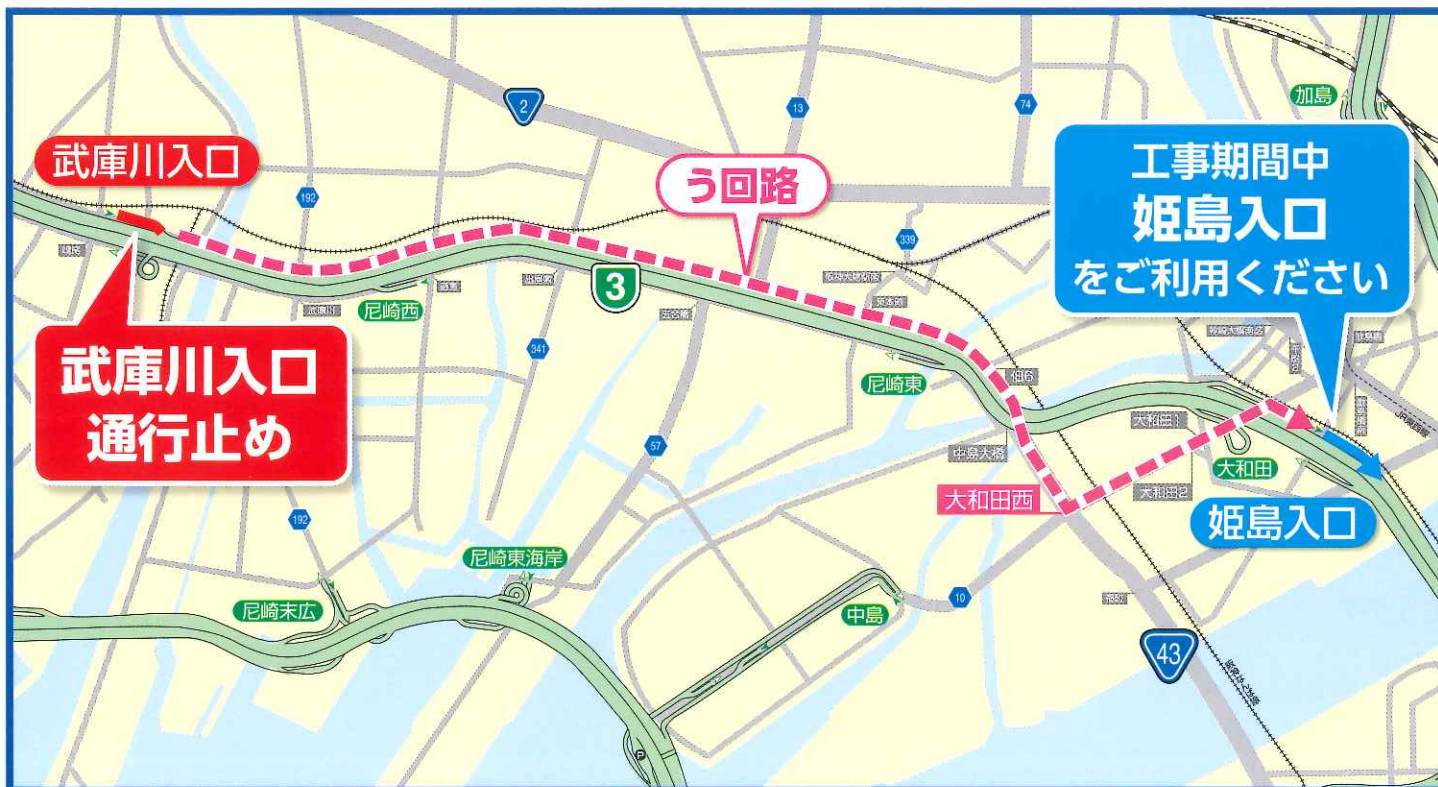 2
13
74
加島
武庫川入口
工事期間中
姫島入口
をご利用ください
う回路
192
339
3
尼崎西
341
武庫川入口
通行止め
尼崎東
佃6
57
中島大橋
大和田1
大和田2
大和田
大和田西
姫島入口
192
尼崎東海岸
尼崎末広
中島
10
43